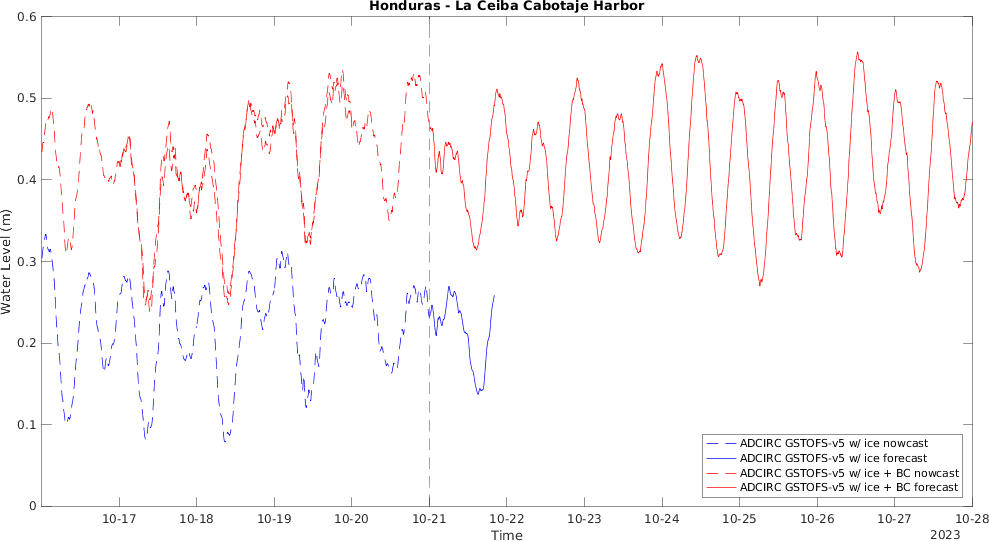 Honduras - La Ceiba Cabotaje Harbor
0.6
0.5
0.4
0.3
0.2
0.1
0
Water Level (m)
ADCIRC GSTOFS-v5 w/ ice nowcast
ADCIRC GSTOFS-v5 w/ ice forecast
ADCIRC GSTOFS-v5 w/ ice + BC nowcast
ADCIRC GSTOFS-v5 w/ ice + BC forecast
10-17 10-18 10-19 10-20 10-21 10-22 10-23 10-24 10-25 10-26 10-27 10-28
Time
2023